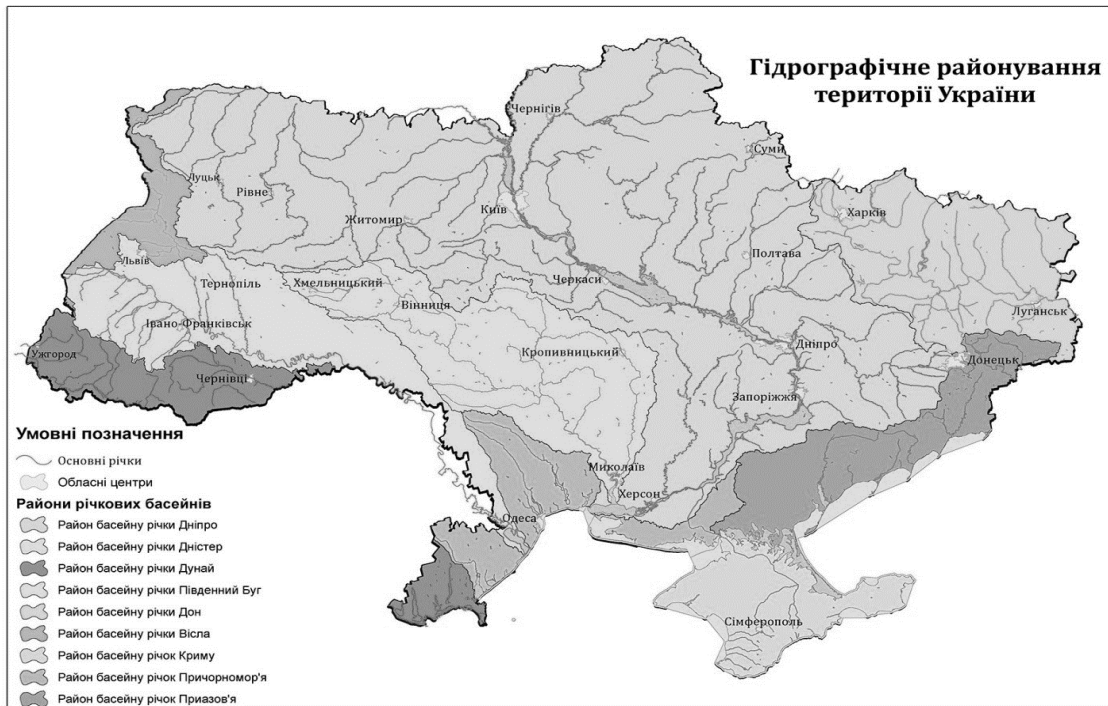 Гідрографічне районування
території України
Чернігів
Суми
Луцьк
Рівне
Київ
Житомир
Харків
Львів
Полтава
Тернопіль
Хмельницький
Черкаси
Вінниця
Івано-Франківськ
Луганськ
Ужгород
Кропивницький
Дніпро
Донецьк
Чернівці
Запоріжжя
Миколаїв
Херсон
Одеса
Сімферополь
Умовні позначення
Основні річки
Обласні центри
Райони річкових басейнів
Район басейну річки Дніпро
Район басейну річки Дністер
Район басейну річки Дунай
Район басейну річки Південний Буг
Район басейну річки Дон
Район басейну річки Вісла
Район басейну річок Криму
Район басейну річок Причорномор'я
Район басейну річок Приазов'я